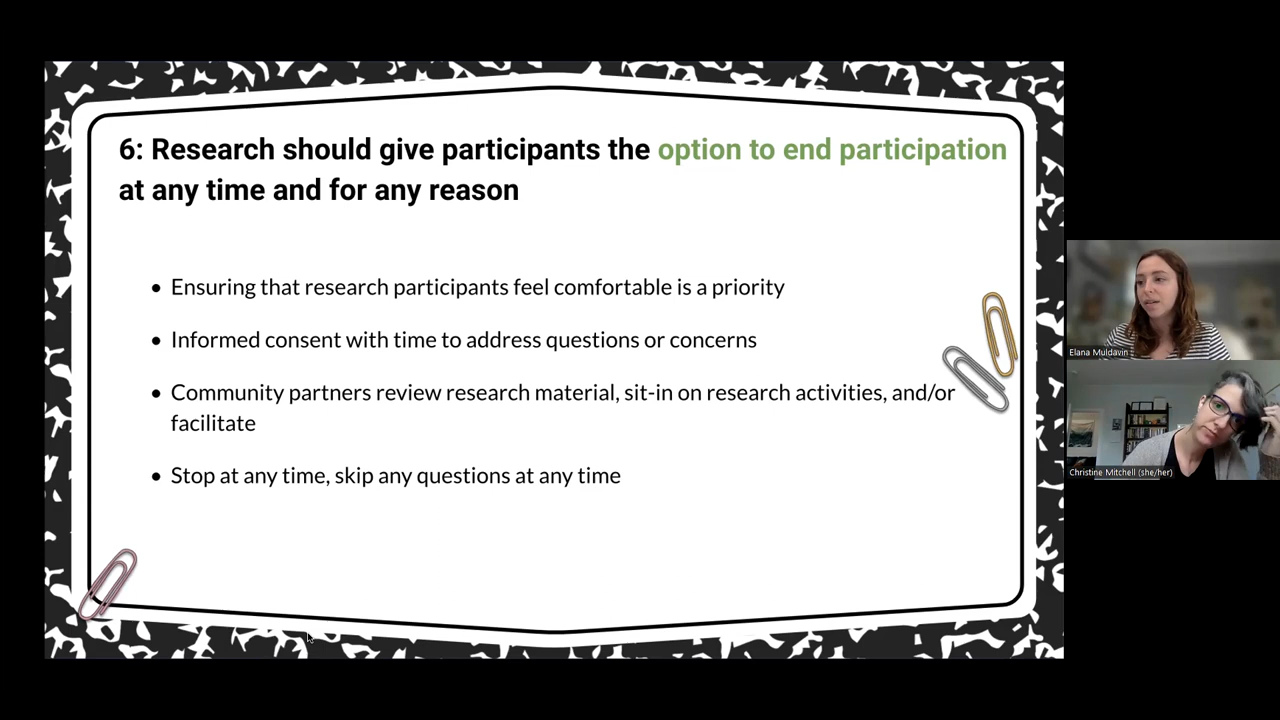 6: Research should give participants the option to end participation
at any time and for any reason
• Ensuring that research participants feel comfortable is a priority
• Informed consent with time to address questions or concerns
• Community partners review research material, sit-in on research activities, and/or
facilitate
• Stop at any time, skip any questions at any time
Elana Muldavin
Christine Mitchell (she/her)